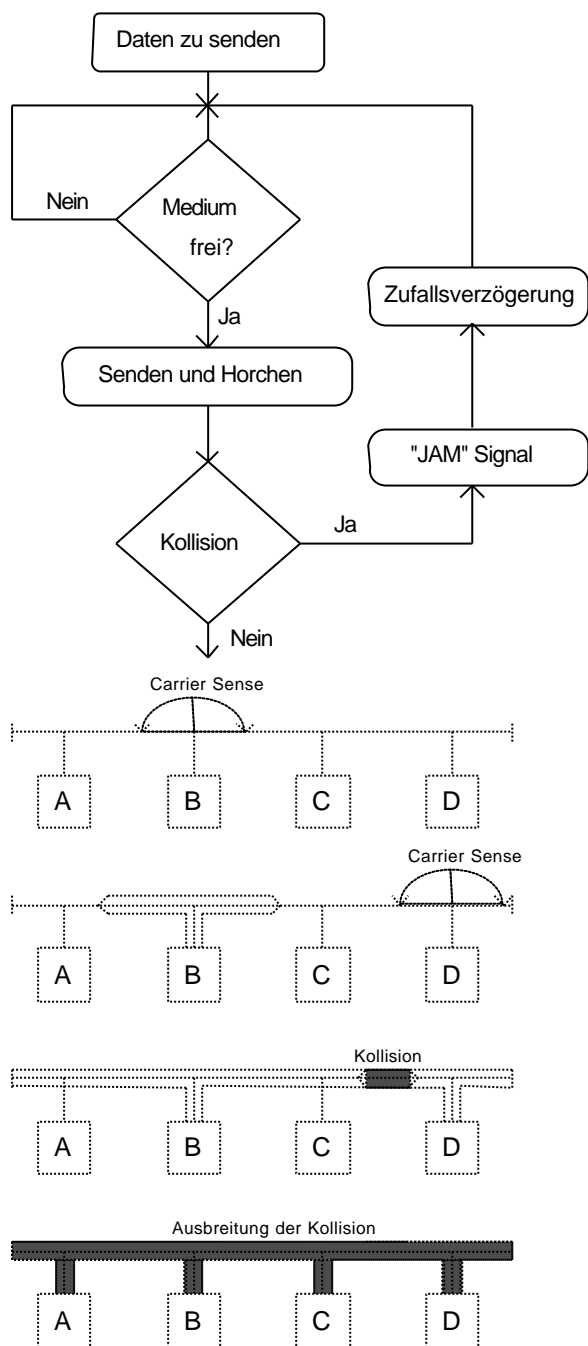 Daten zu senden
Nein
Medium
frei?
Ja
Zufallsverzögerung
Senden und Horchen
"JAM" Signal
Kollision
Ja
Nein
Carrier Sense
A B C D
Carrier Sense
A B C D
Kollision
A B C D
Ausbreitung der Kollision
A B C D